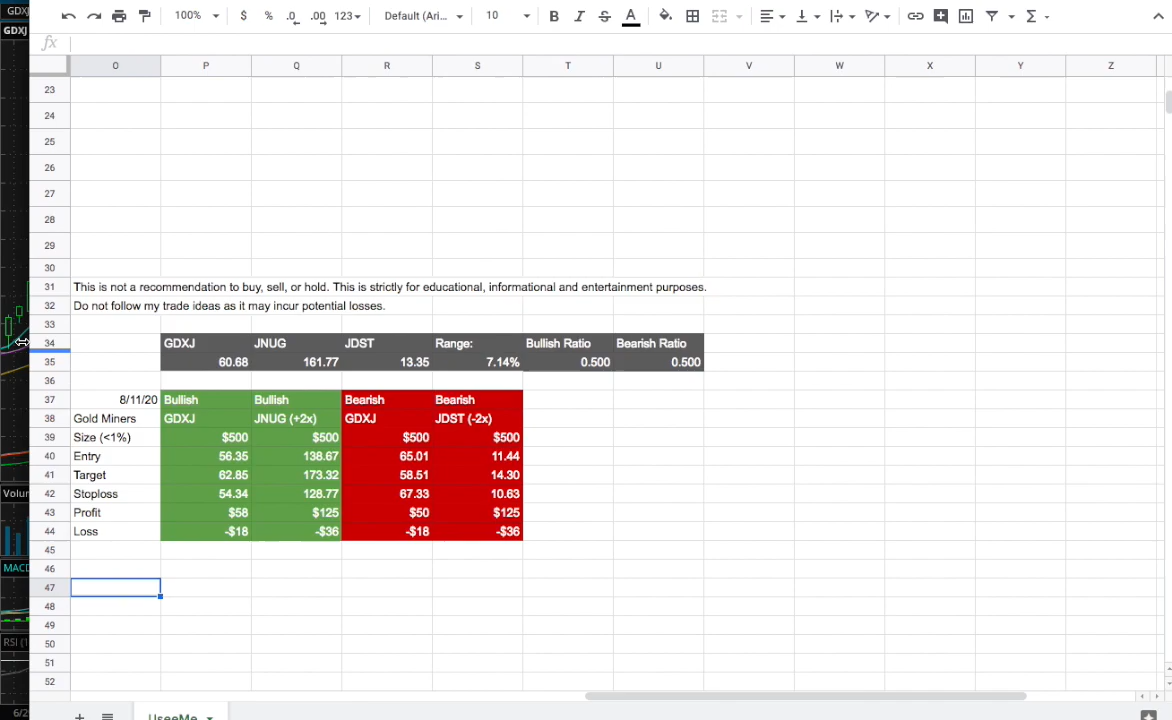 GDXJ
GDXJ
100% $ % .0 .00 123 Default (Ari... 10 B I S A Σ
fx
O P Q R S T U V W X Y Z
23
24
25
26
27
28
29
30
31 This is not a recommendation to buy, sell, or hold. This is strictly for educational, informational and entertainment purposes.
32 Do not follow my trade ideas as it may incur potential losses.
33
34 GDXJ JNUG JDST Range: Bullish Ratio Bearish Ratio
35 60.68 161.77 13.35 7.14% 0.500 0.500
36
37 8/11/20 Bullish Bullish Bearish Bearish
38 Gold Miners GDXJ JNUG (+2x) GDXJ JDST (-2x)
39 Size (<1%) $500 $500 $500 $500
40 Entry 56.35 138.67 65.01 11.44
41 Target 62.85 173.32 58.51 14.30
42 Stoploss 54.34 128.77 67.33 10.63
Volu
43 Profit $58 $125 $50 $125
44 Loss -$18 -$36 -$18 -$36
45
46
MACD
47
48
49
RSI (1
50
51
52
6/2
+ UseeMe